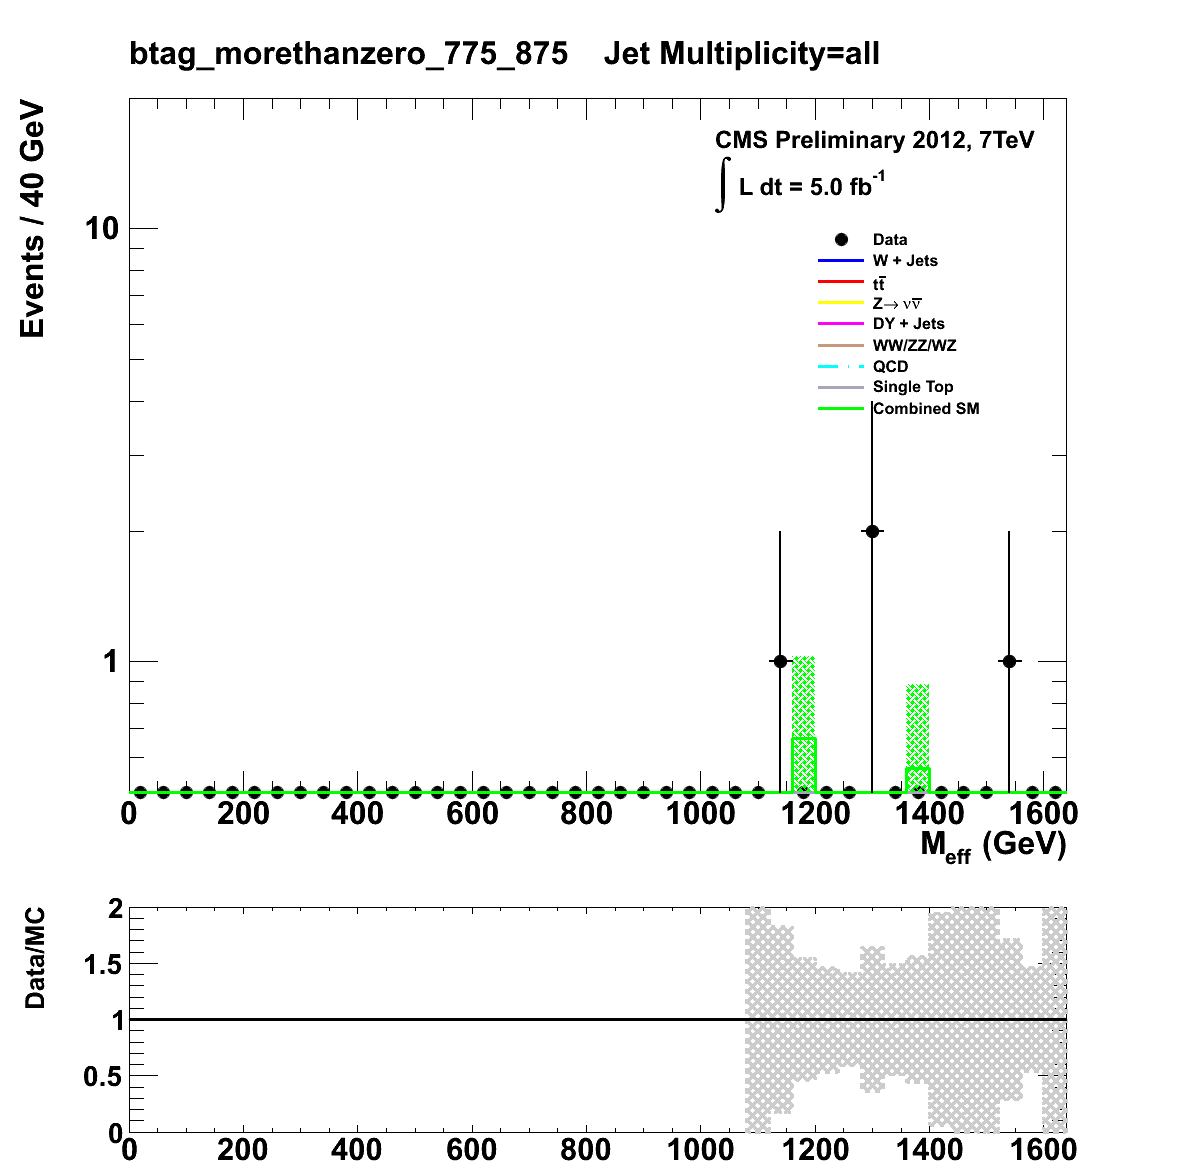 btag_morethanzero_775_875 Jet Multiplicity=all
Events / 40 GeV
CMS Preliminary 2012, 7TeV
∫ L dt = 5.0 fb⁻¹
Data
W + Jets
tt̅
Z→ νν̅
DY + Jets
WW/ZZ/WZ
QCD
Single Top
Combined SM
10
1
0 200 400 600 800 1000 1200 1400 1600
M_eff (GeV)
Data/MC
2
1.5
1
0.5
0
0 200 400 600 800 1000 1200 1400 1600